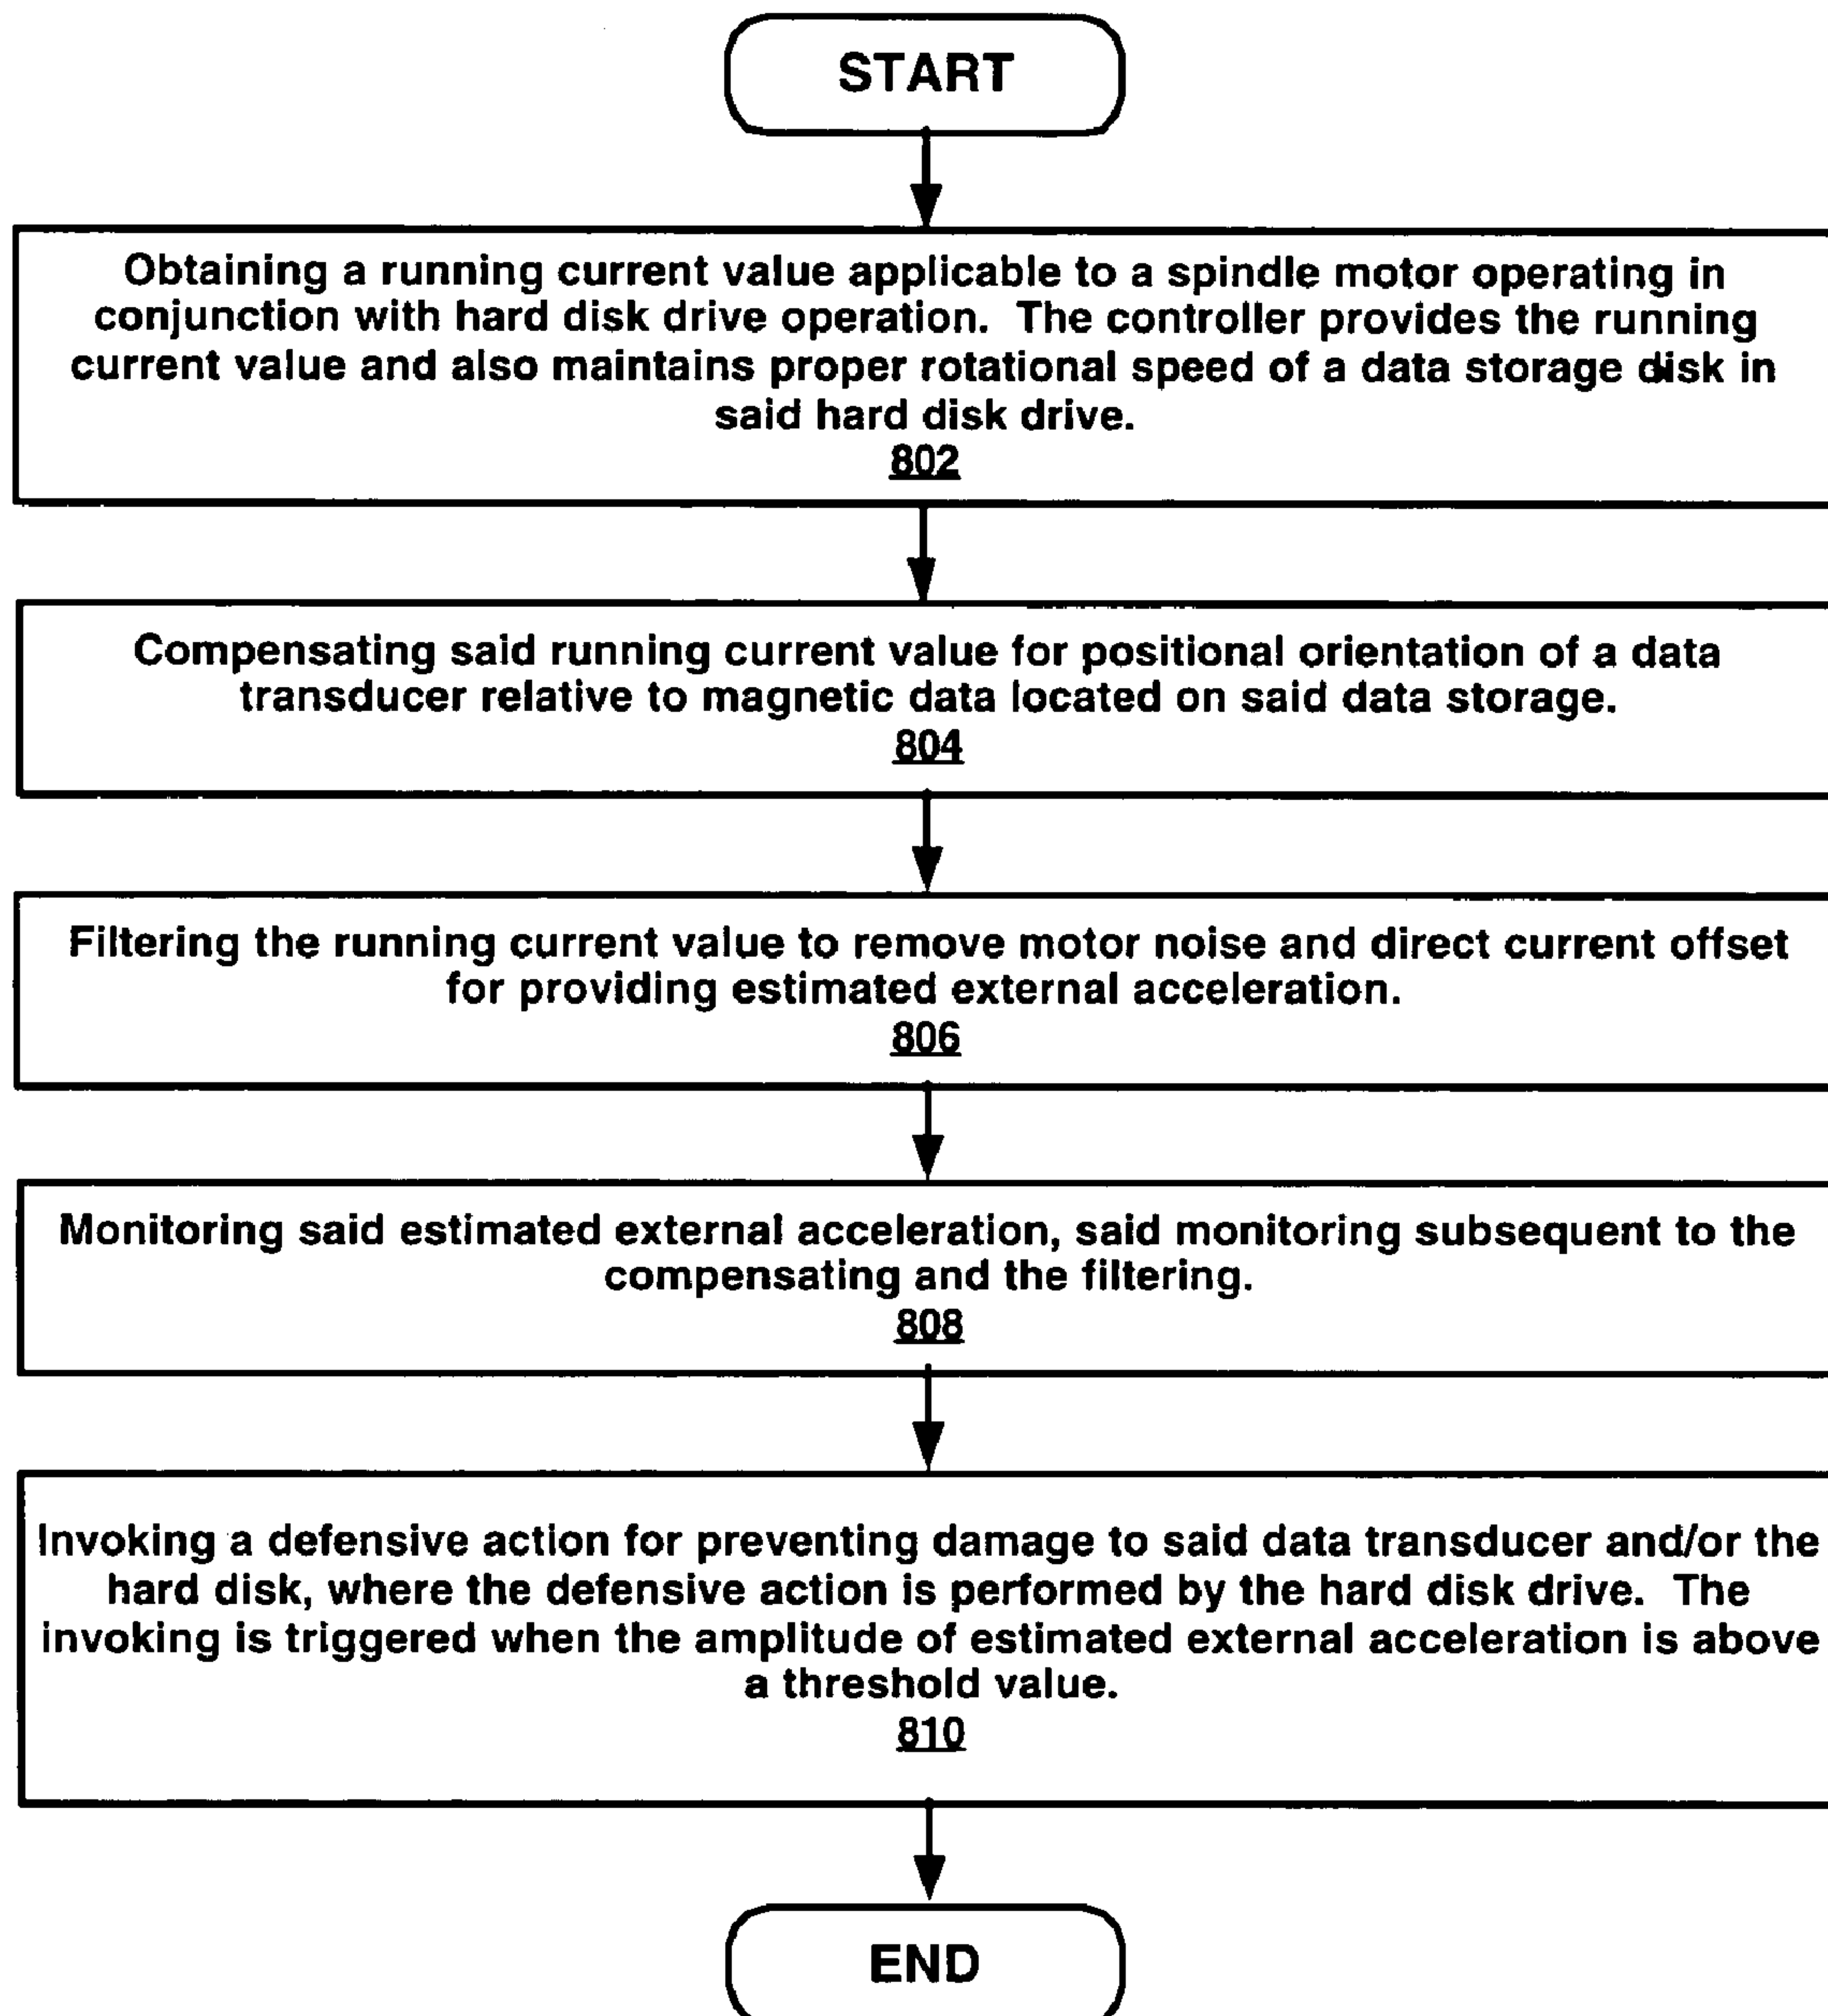 START
Obtaining a running current value applicable to a spindle motor operating in
conjunction with hard disk drive operation. The controller provides the running
current value and also maintains proper rotational speed of a data storage disk in
said hard disk drive.
802
Compensating said running current value for positional orientation of a data
transducer relative to magnetic data located on said data storage.
804
Filtering the running current value to remove motor noise and direct current offset
for providing estimated external acceleration.
806
Monitoring said estimated external acceleration, said monitoring subsequent to the
compensating and the filtering.
808
Invoking a defensive action for preventing damage to said data transducer and/or the
hard disk, where the defensive action is performed by the hard disk drive. The
invoking is triggered when the amplitude of estimated external acceleration is above
a threshold value.
810
END